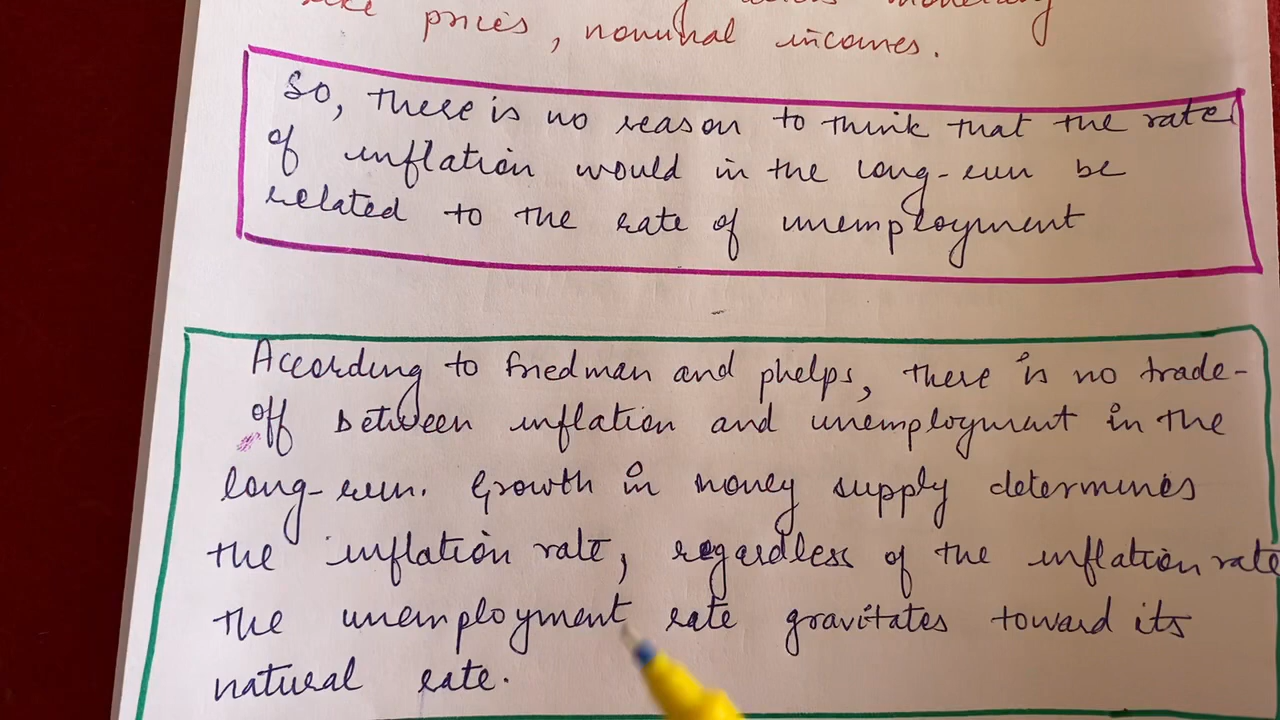 like prices, nominal incomes.
So, there is no reason to think that the rate
of inflation would in the long-run be
related to the rate of unemployment
According to Friedman and phelps, there is no trade-
off between inflation and unemployment in the
long-run. Growth in money supply determines
the inflation rate, regardless of the inflation rate
the unemployment rate gravitates toward its
natural rate.